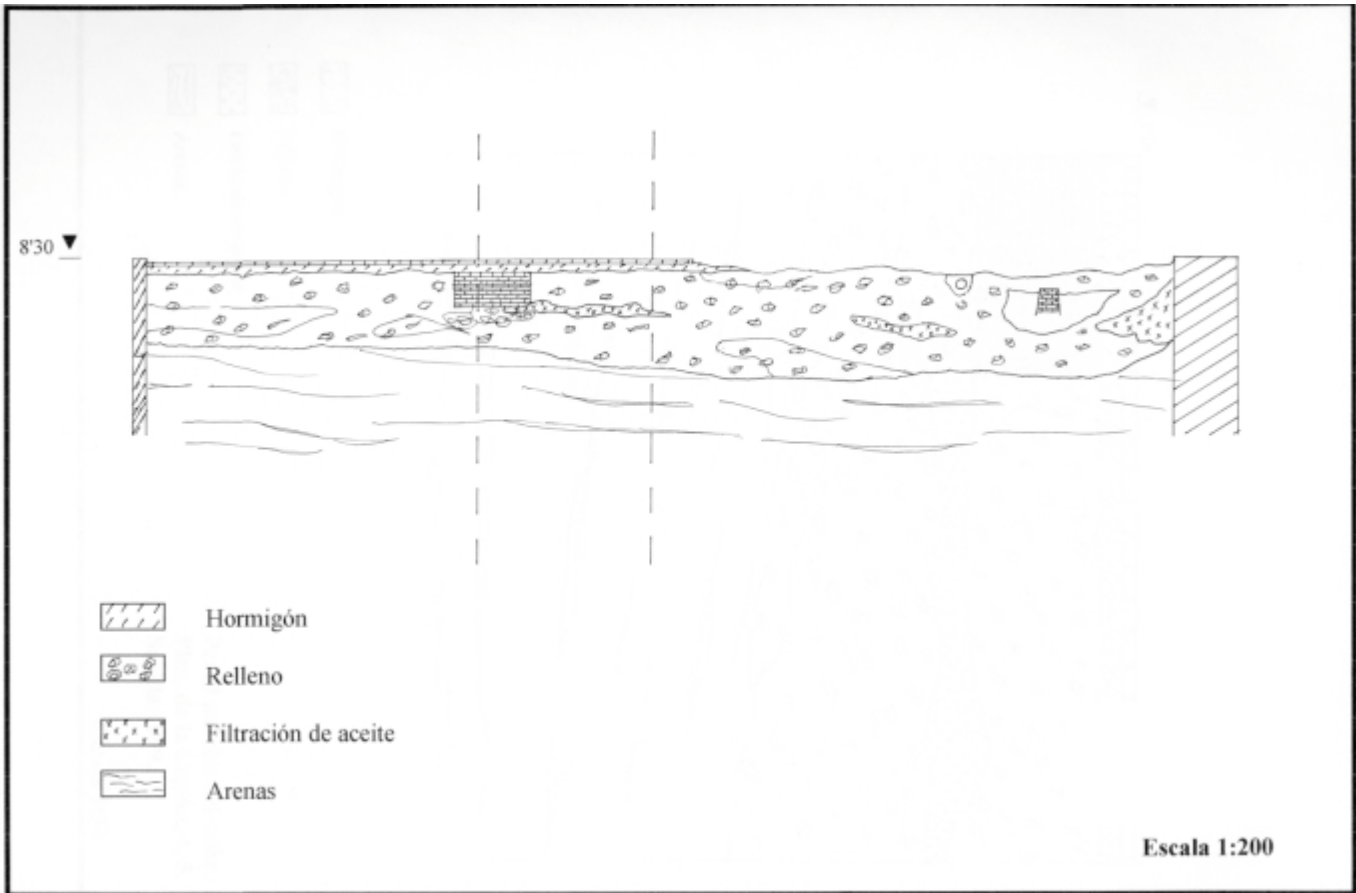 8'30
Hormigón
Relleno
Filtración de aceite
Arenas
Escala 1:200